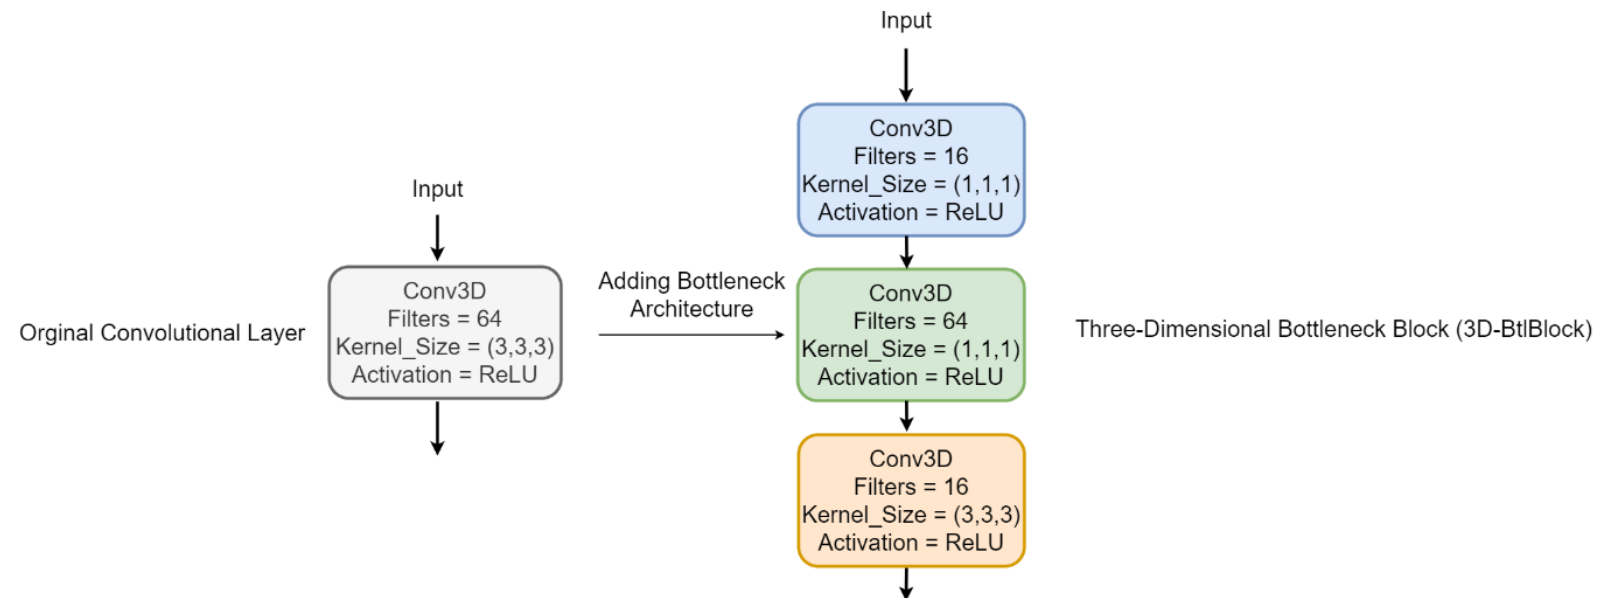 Orginal Convolutional Layer
Input
Conv3D
Filters = 64
Kernel_Size = (3,3,3)
Activation = ReLU
Adding Bottleneck
Architecture
Input
Conv3D
Filters = 16
Kernel_Size = (1,1,1)
Activation = ReLU
Conv3D
Filters = 64
Kernel_Size = (1,1,1)
Activation = ReLU
Conv3D
Filters = 16
Kernel_Size = (3,3,3)
Activation = ReLU
Three-Dimensional Bottleneck Block (3D-BtlBlock)